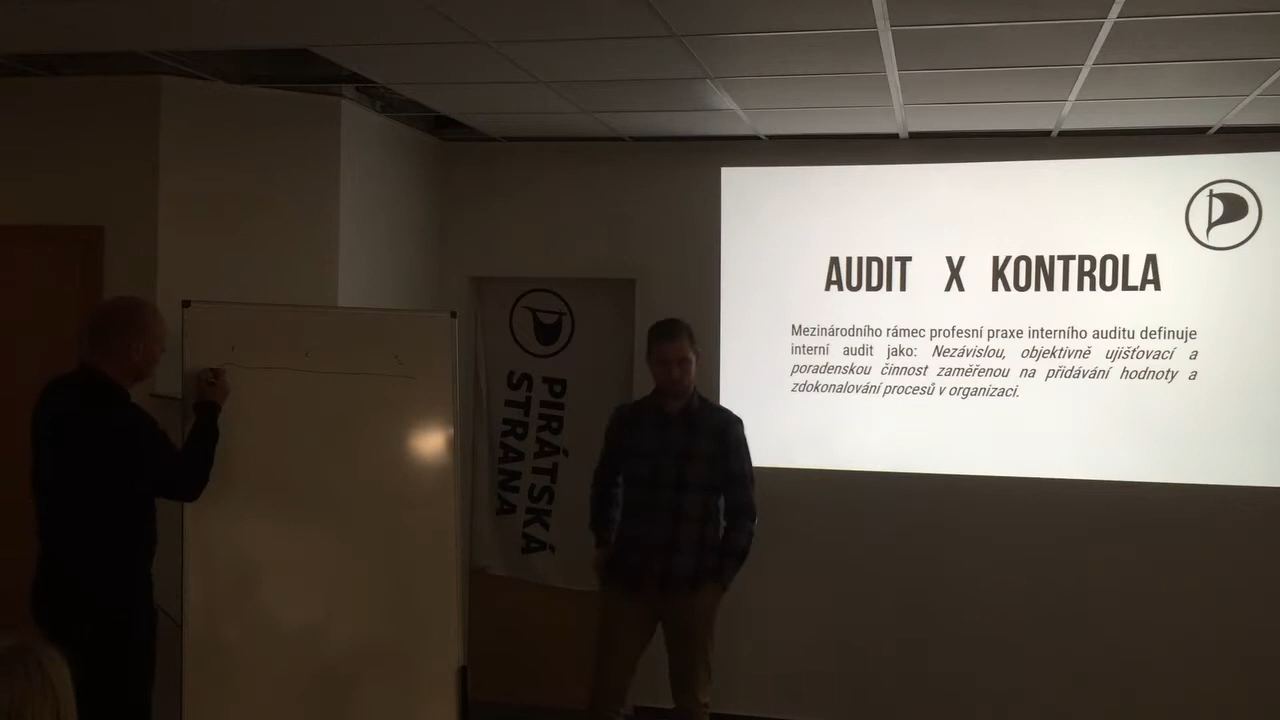 AUDIT X KONTROLA
Mezinárodního rámec profesní praxe interního auditu definuje
interní audit jako: Nezávislou, objektivně ujišťovací a
poradenskou činnost zaměřenou na přidávání hodnoty a
zdokonalování procesů v organizaci.
PIRÁTSKÁ
STRANA